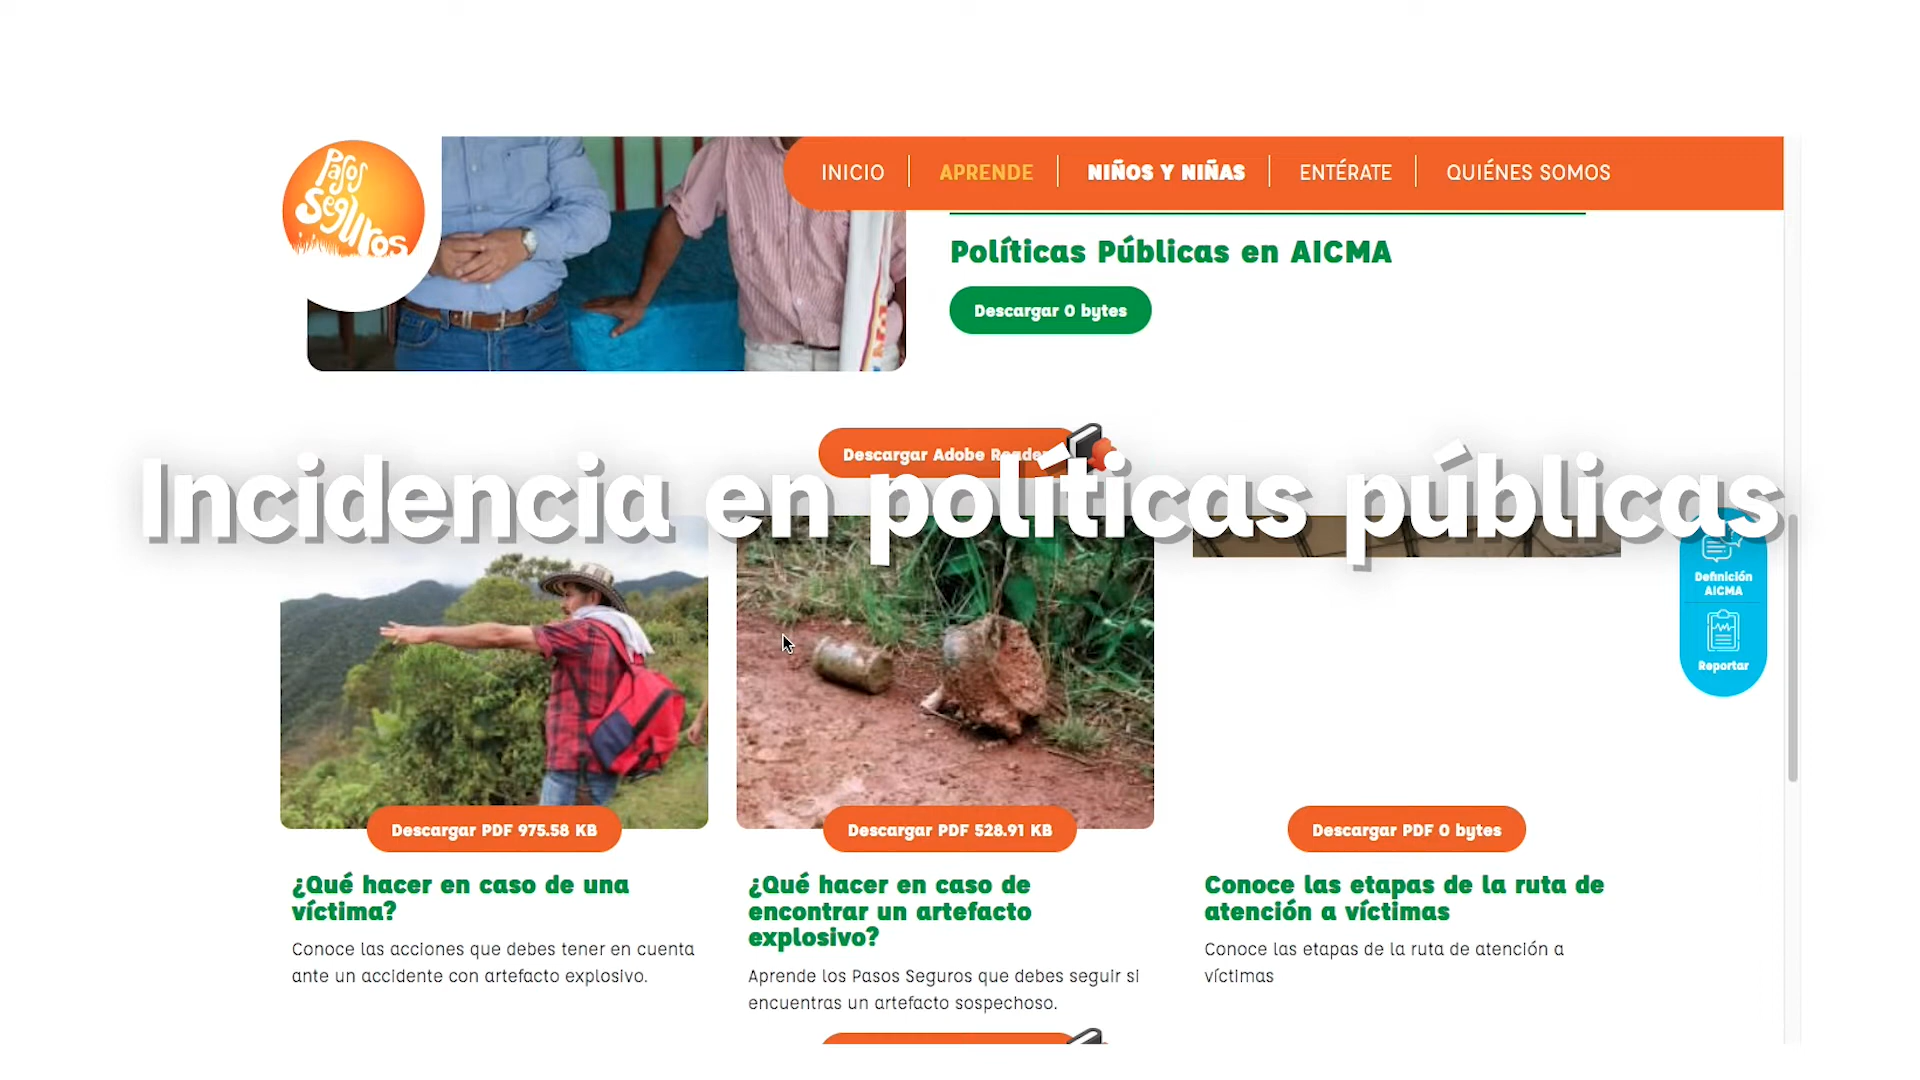 Pasos
Seguros
INICIO
APRENDE
NIÑOS Y NIÑAS
ENTÉRATE
QUIÉNES SOMOS
Políticas Públicas en AICMA
Descargar 0 bytes
Descargar Adobe Reader
Incidencia en políticas públicas
Definición
AICMA
Reportar
Descargar PDF 975.58 KB
Descargar PDF 528.91 KB
Descargar PDF 0 bytes
¿Qué hacer en caso de una
víctima?
Conoce las acciones que debes tener en cuenta
ante un accidente con artefacto explosivo.
¿Qué hacer en caso de
encontrar un artefacto
explosivo?
Aprende los Pasos Seguros que debes seguir si
encuentras un artefacto sospechoso.
Conoce las etapas de la ruta de
atención a víctimas
Conoce las etapas de la ruta de atención a
víctimas